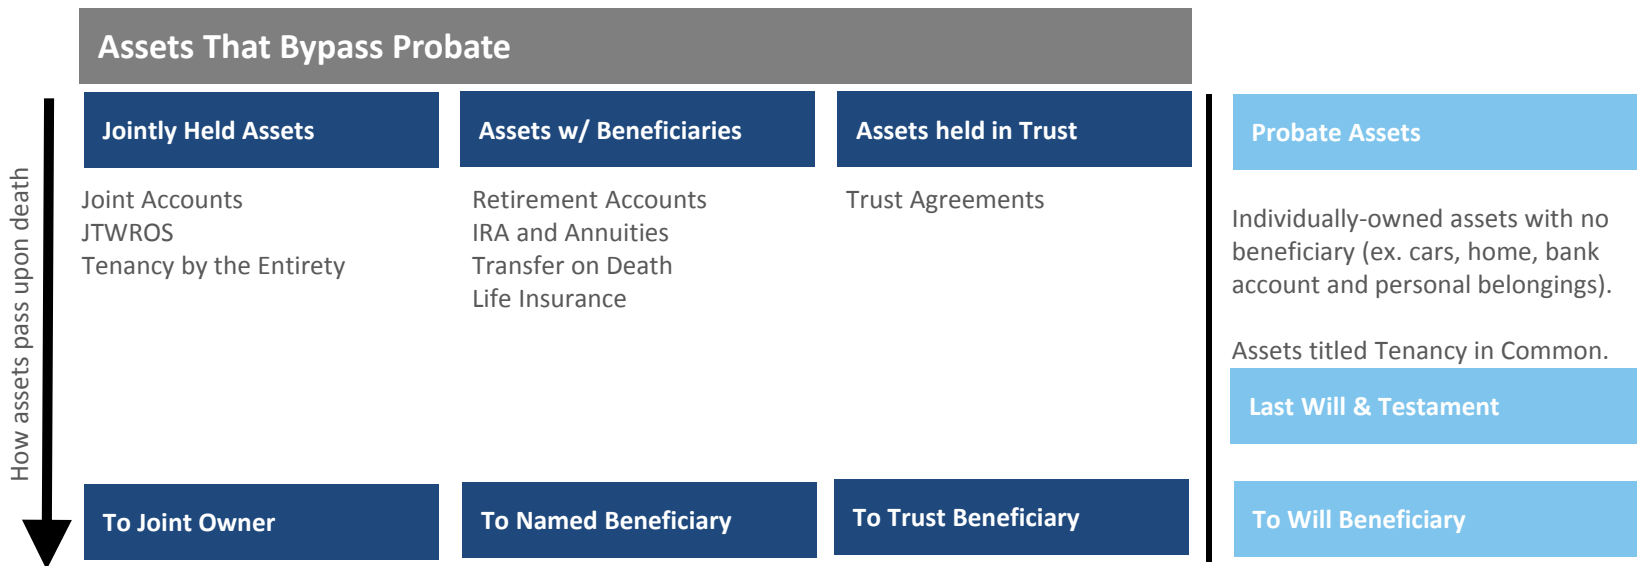 Assets That Bypass Probate
How assets pass upon death
Jointly Held Assets
Joint Accounts
JTWROS
Tenancy by the Entirety
To Joint Owner
Assets w/ Beneficiaries
Retirement Accounts
IRA and Annuities
Transfer on Death
Life Insurance
To Named Beneficiary
Assets held in Trust
Trust Agreements
To Trust Beneficiary
Probate Assets
Individually-owned assets with no
beneficiary (ex. cars, home, bank
account and personal belongings).
Assets titled Tenancy in Common.
Last Will & Testament
To Will Beneficiary